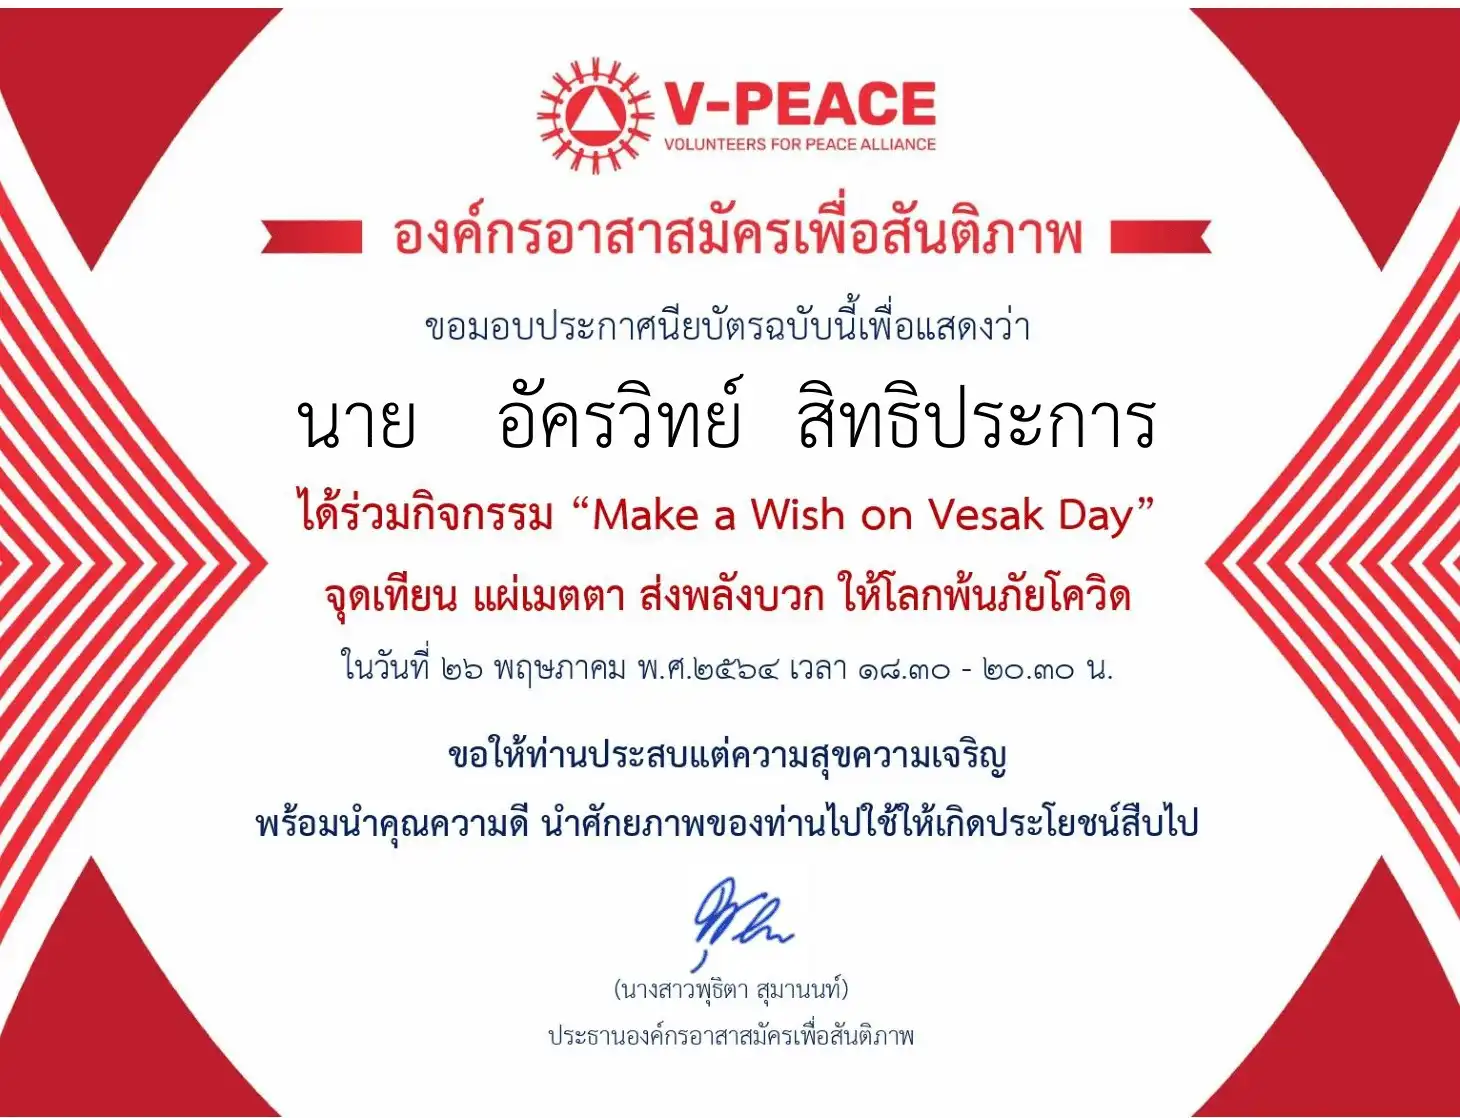 V-PEACE
VOLUNTEERS FOR PEACE ALLIANCE
องค์กรอาสาสมัครเพื่อสันติภาพ
ขอมอบประกาศนียบัตรฉบับนี้เพื่อแสดงว่า
นาย อัครวิทย์ สิทธิประการ
ได้ร่วมกิจกรรม “Make a Wish on Vesak Day”
จุดเทียน แผ่เมตตา ส่งพลังบวก ให้โลกพ้นภัยโควิด
ในวันที่ ๒๖ พฤษภาคม พ.ศ.๒๕๖๔ เวลา ๑๘.๓๐ - ๒๐.๓๐ น.
ขอให้ท่านประสบแต่ความสุขความเจริญ
พร้อมนำคุณความดี นำศักยภาพของท่านไปใช้ให้เกิดประโยชน์สืบไป
(นางสาวพุธิตา สุมานนท์)
ประธานองค์กรอาสาสมัครเพื่อสันติภาพ